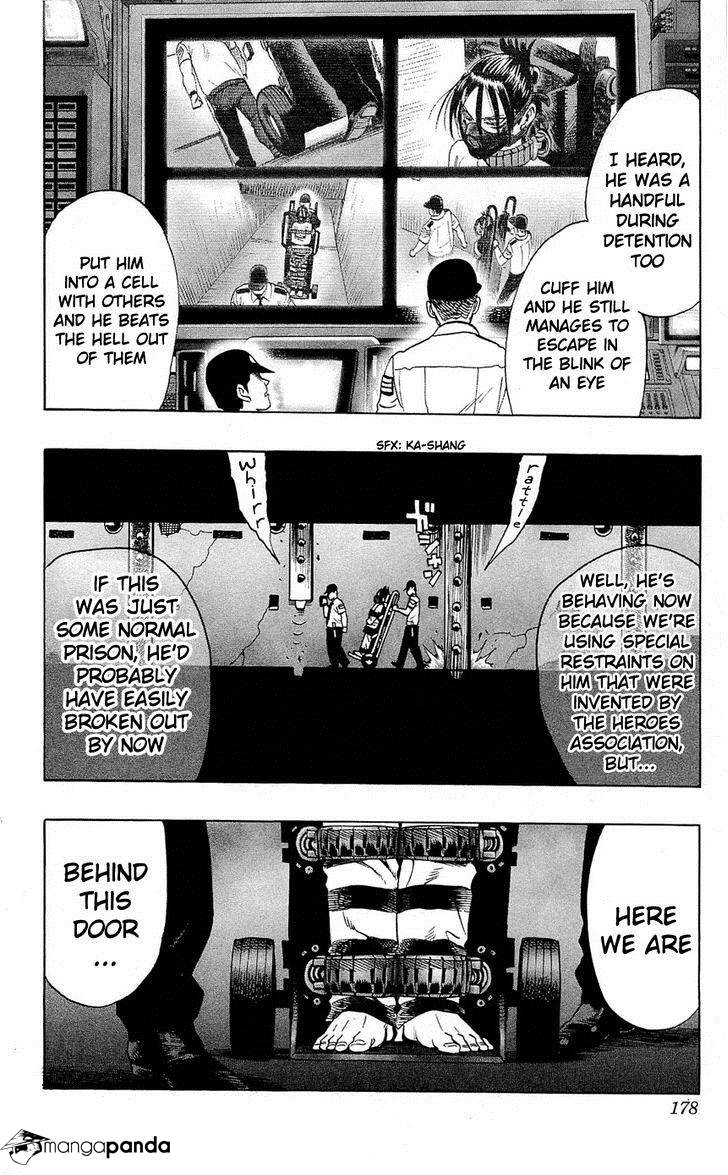 I HEARD,
HE WAS A
HANDFUL
DURING
DETENTION
TOO
CUFF HIM
AND HE STILL
MANAGES TO
ESCAPE IN
THE BLINK OF
AN EYE
PUT HIM
INTO A CELL
WITH OTHERS
AND HE BEATS
THE HELL OUT
OF THEM
SFX: KA-SHANG
rattle
ガシャン
whirr
WELL, HE'S
BEHAVING NOW
BECAUSE WE'RE
USING SPECIAL
RESTRAINTS ON
HIM THAT WERE
INVENTED BY
THE HEROES
ASSOCIATION,
BUT...
IF THIS
WAS JUST
SOME NORMAL
PRISON, HE'D
PROBABLY
HAVE EASILY
BROKEN OUT
BY NOW
HERE
WE ARE
BEHIND
THIS
DOOR
...
178
mangapanda